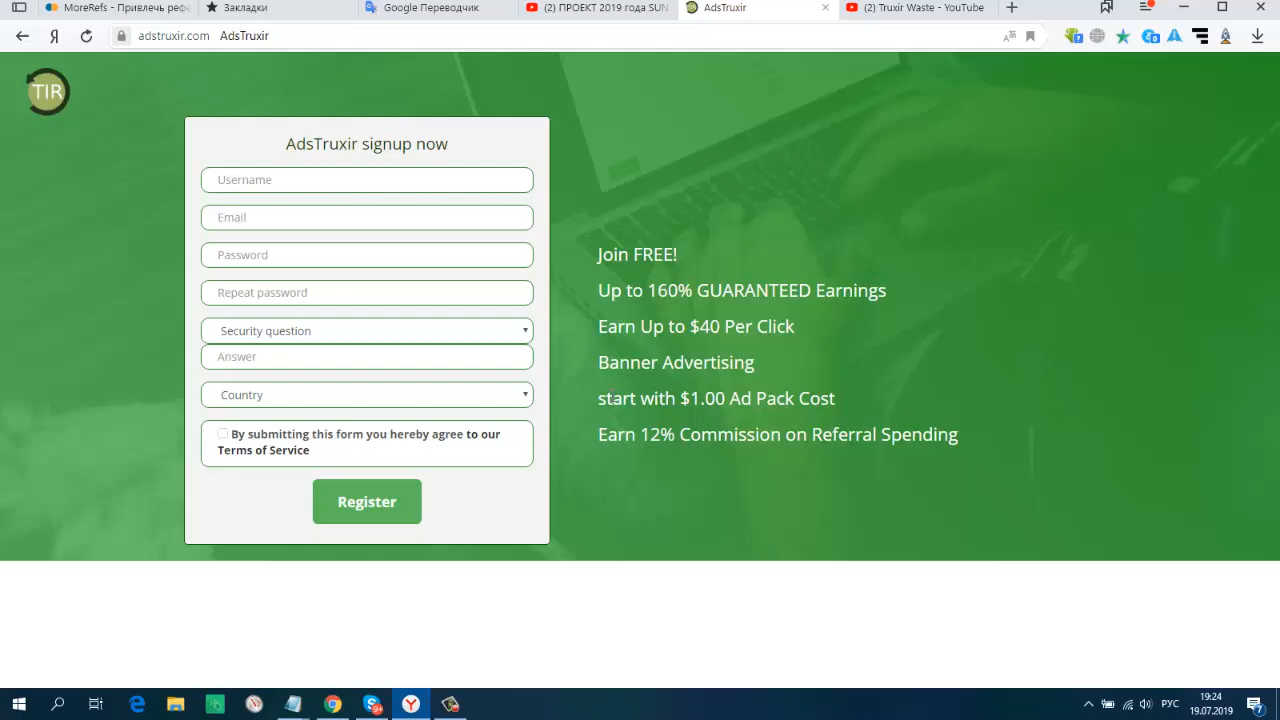 MoreRefs - Привлечь рефе
Закладки
Google Переводчик
(2) ПРОЕКТ 2019 года SUN
AdsTruxir
(2) Truxir Waste - YouTube
adstruxir.com AdsTruxir
TIR
AdsTruxir signup now
Username
Email
Password
Repeat password
Security question
Answer
Country
By submitting this form you hereby agree to our
Terms of Service
Register
Join FREE!
Up to 160% GUARANTEED Earnings
Earn Up to $40 Per Click
Banner Advertising
start with $1.00 Ad Pack Cost
Earn 12% Commission on Referral Spending
РУС
19:24
19.07.2019